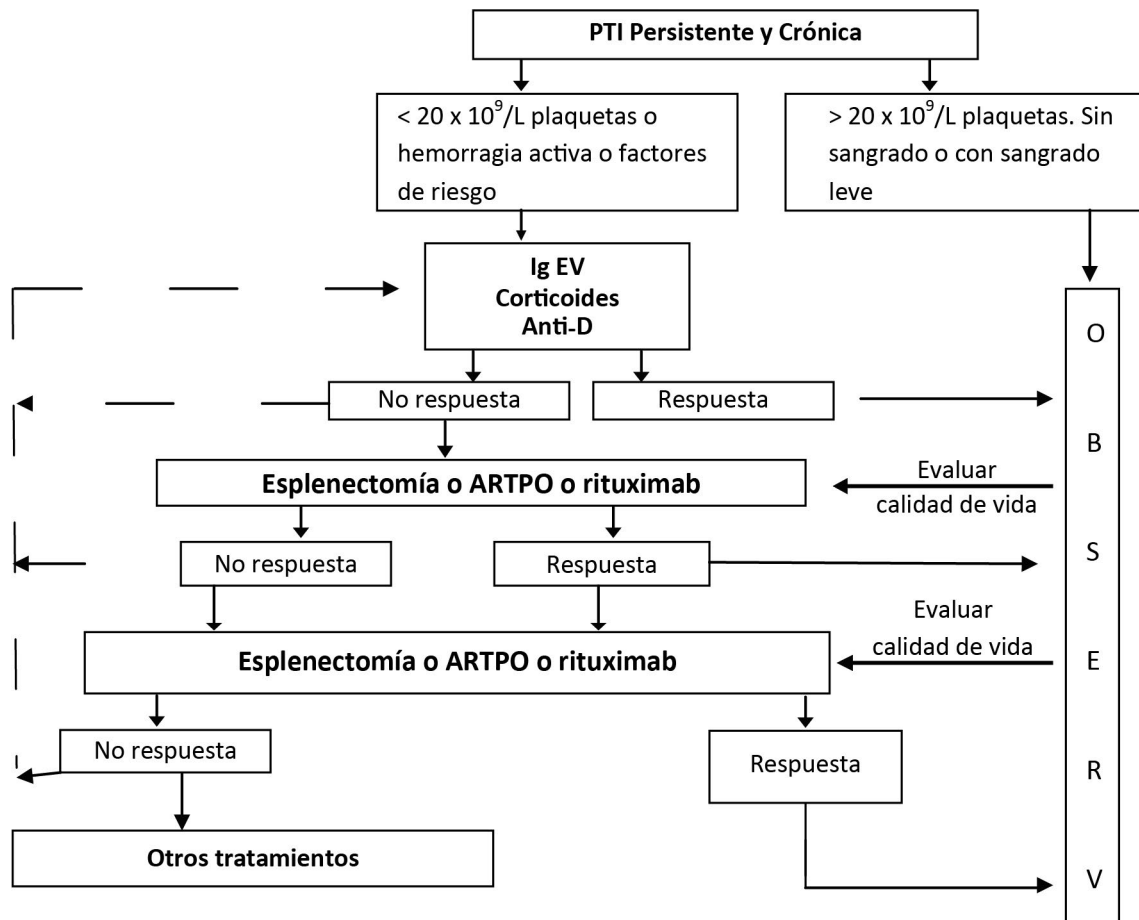 PTI Persistente y Crónica
< 20 x 10⁹/L plaquetas o
hemorragia activa o factores
de riesgo
> 20 x 10⁹/L plaquetas. Sin
sangrado o con sangrado
leve
Ig EV
Corticoides
Anti-D
No respuesta
Respuesta
Esplenectomía o ARTPO o rituximab
Evaluar
calidad de vida
No respuesta
Respuesta
Evaluar
calidad de vida
Esplenectomía o ARTPO o rituximab
No respuesta
Respuesta
Otros tratamientos
O
B
S
E
R
V